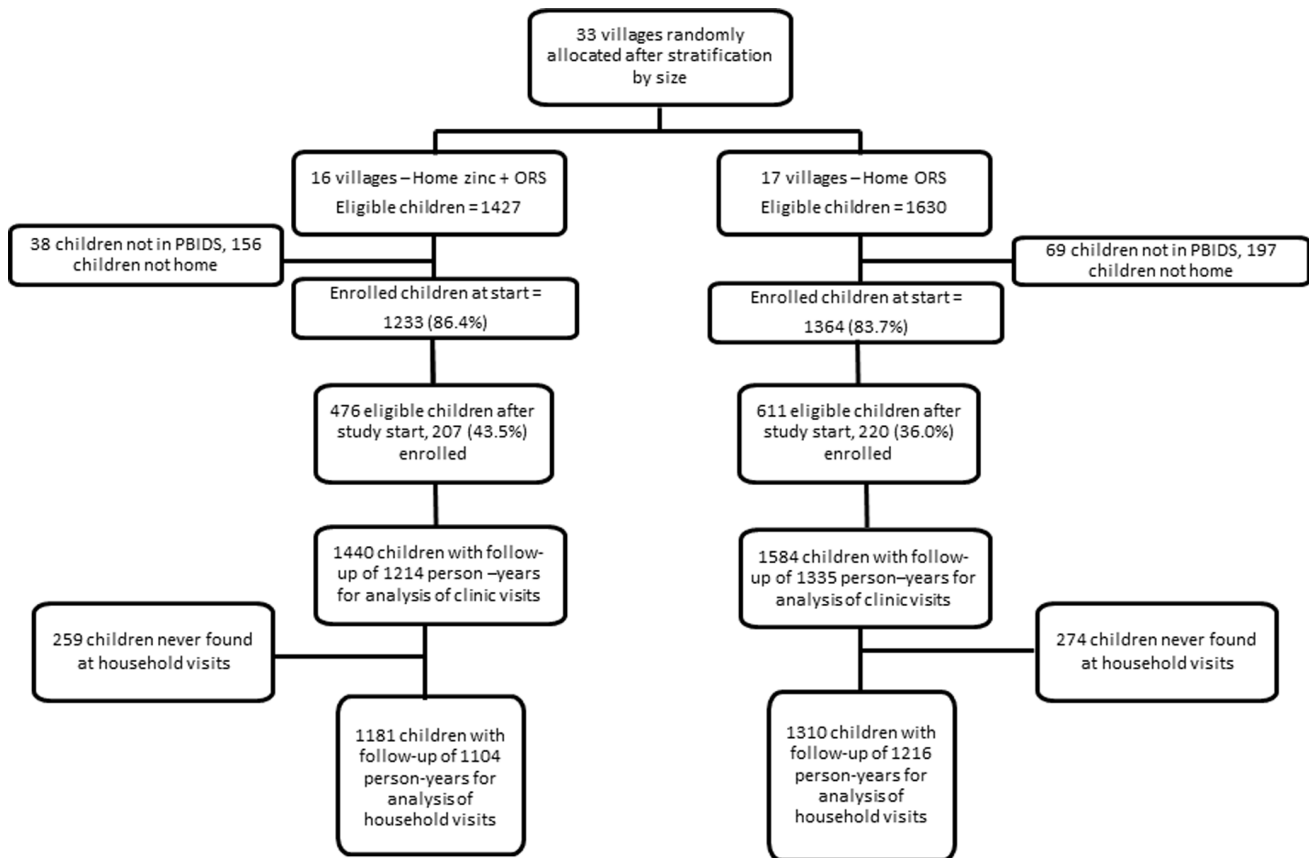 33 villages randomly
allocated after stratification
by size
16 villages – Home zinc + ORS
Eligible children = 1427
17 villages – Home ORS
Eligible children = 1630
38 children not in PBIDS, 156
children not home
69 children not in PBIDS, 197
children not home
Enrolled children at start =
1233 (86.4%)
Enrolled children at start =
1364 (83.7%)
476 eligible children after
study start, 207 (43.5%)
enrolled
611 eligible children after
study start, 220 (36.0%)
enrolled
1440 children with follow-
up of 1214 person –years
for analysis of clinic visits
1584 children with follow-
up of 1335 person–years for
analysis of clinic visits
259 children never found
at household visits
274 children never found
at household visits
1181 children with
follow-up of 1104
person-years for
analysis of
household visits
1310 children with
follow-up of 1216
person-years for
analysis of
household visits